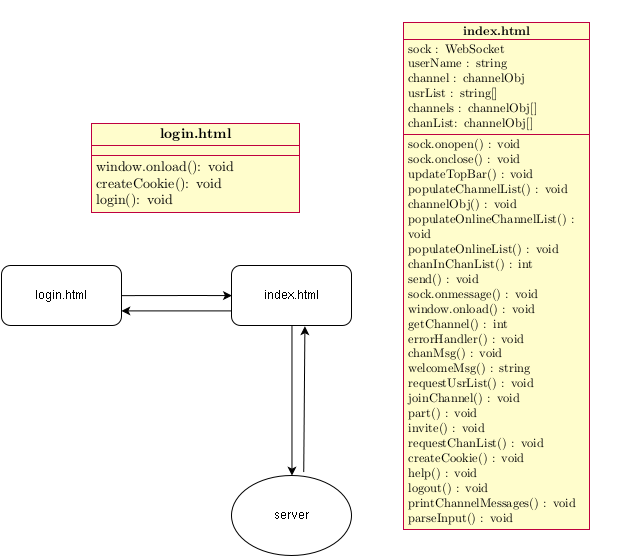 login.html
window.onload(): void
createCookie(): void
login(): void
login.html
index.html
server
index.html
sock : WebSocket
userName : string
channel : channelObj
usrList : string[]
channels : channelObj[]
chanList: channelObj[]
sock.onopen() : void
sock.onclose() : void
updateTopBar() : void
populateChannelList() : void
channelObj() : void
populateOnlineChannelList() :
void
populateOnlineList() : void
chanInChanList() : int
send() : void
sock.onmessage() : void
window.onload() : void
getChannel() : int
errorHandler() : void
chanMsg() : void
welcomeMsg() : string
requestUsrList() : void
joinChannel() : void
part() : void
invite() : void
requestChanList() : void
createCookie() : void
help() : void
logout() : void
printChannelMessages() : void
parseInput() : void